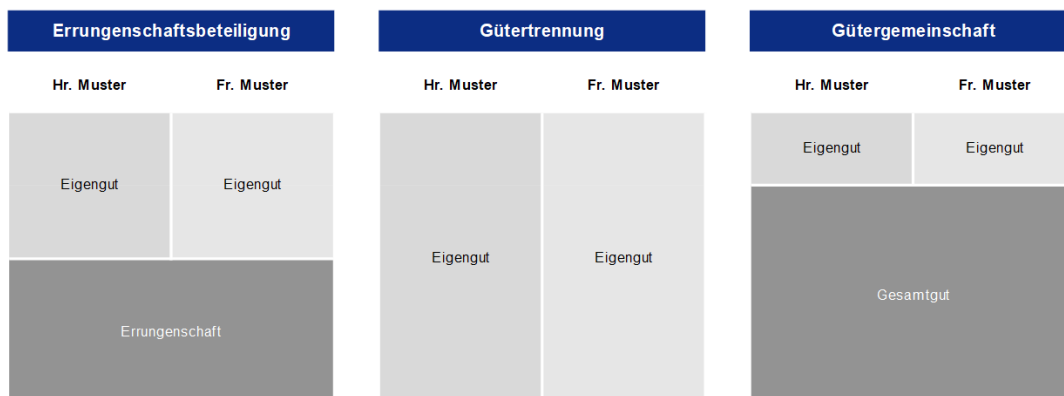 Errungenschaftsbeteiligung
Hr. Muster Fr. Muster
Eigengut Eigengut
Errungenschaft
Gütertrennung
Hr. Muster Fr. Muster
Eigengut Eigengut
Gütergemeinschaft
Hr. Muster Fr. Muster
Eigengut Eigengut
Gesamtgut